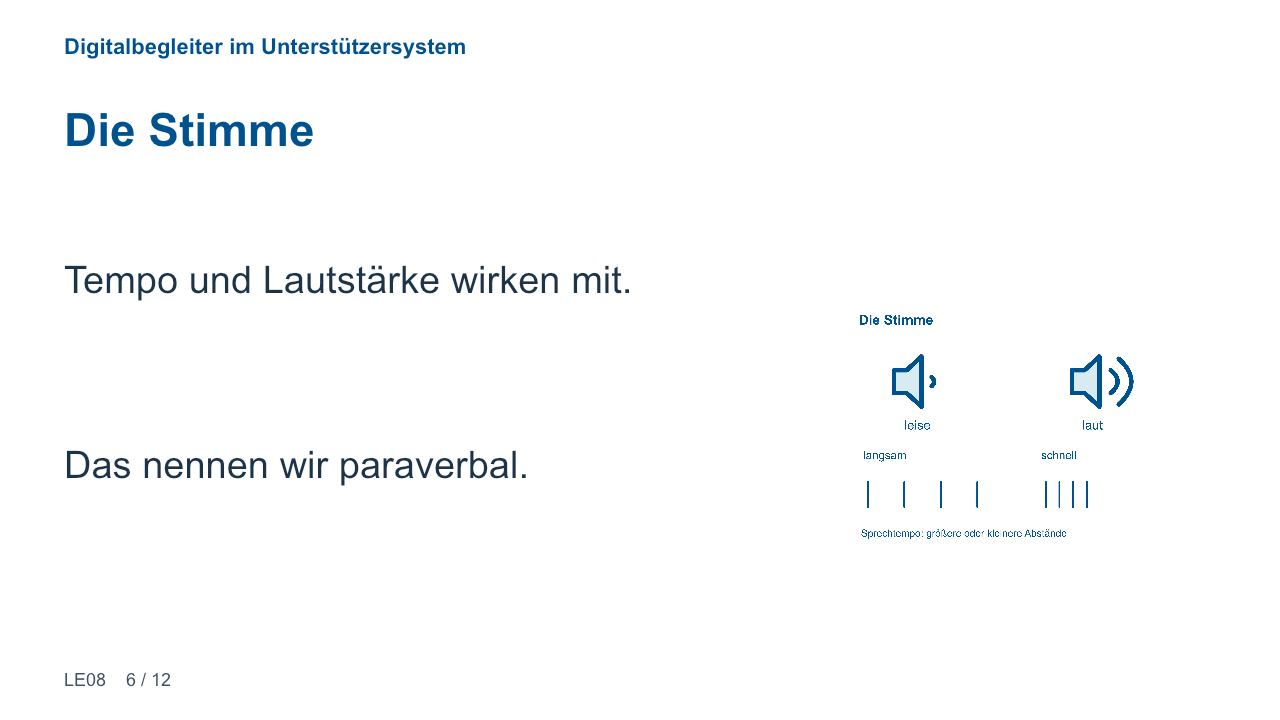 Digitalbegleiter im Unterstützersystem
Die Stimme
Tempo und Lautstärke wirken mit.
Das nennen wir paraverbal.
Die Stimme
leise
laut
langsam
schnell
Sprechtempo: größere oder kleinere Abstände
LE08 6 / 12